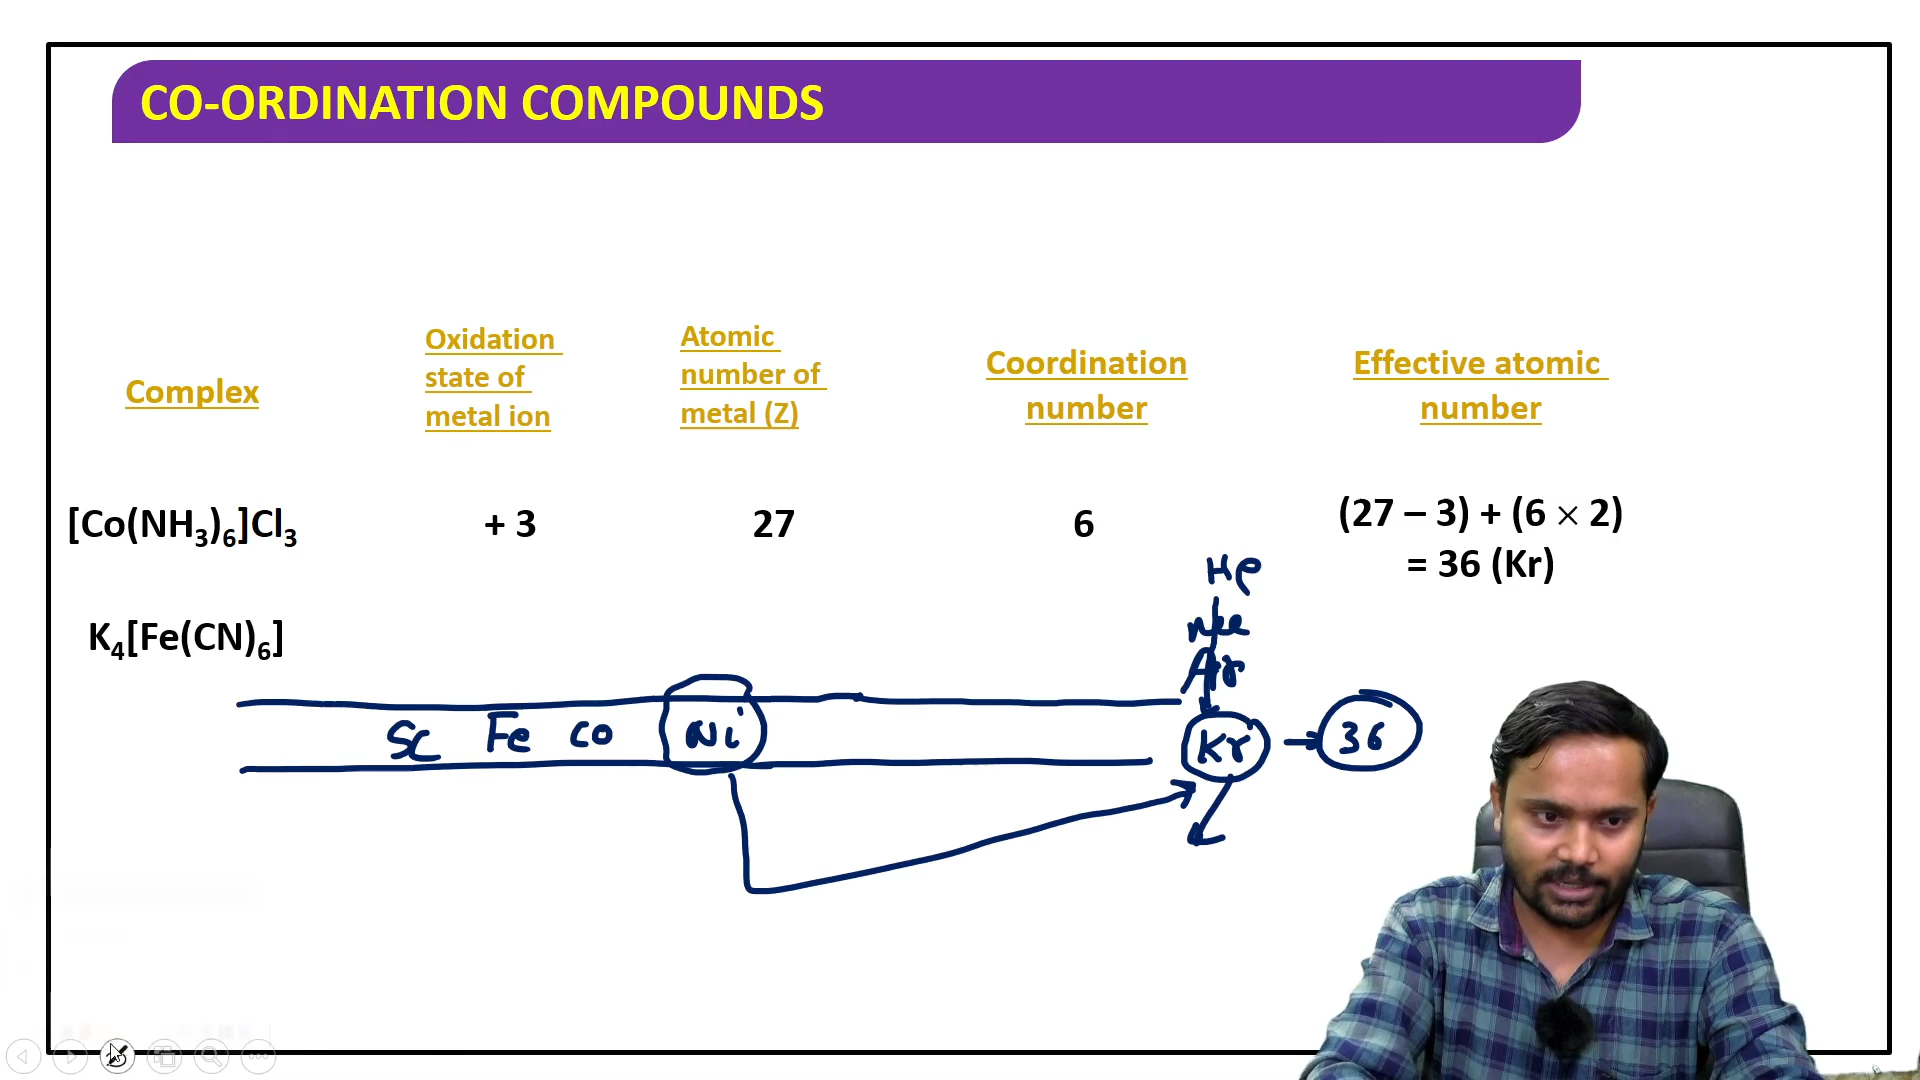 CO-ORDINATION COMPOUNDS
Complex
Oxidation
state of
metal ion
Atomic
number of
metal (Z)
Coordination
number
Effective atomic
number
[Co(NH₃)₆]Cl₃
+ 3
27
6
(27 – 3) + (6 × 2)
= 36 (Kr)
He
Ne
Ar
K₄[Fe(CN)₆]
Sc Fe Co Ni Kr → 36